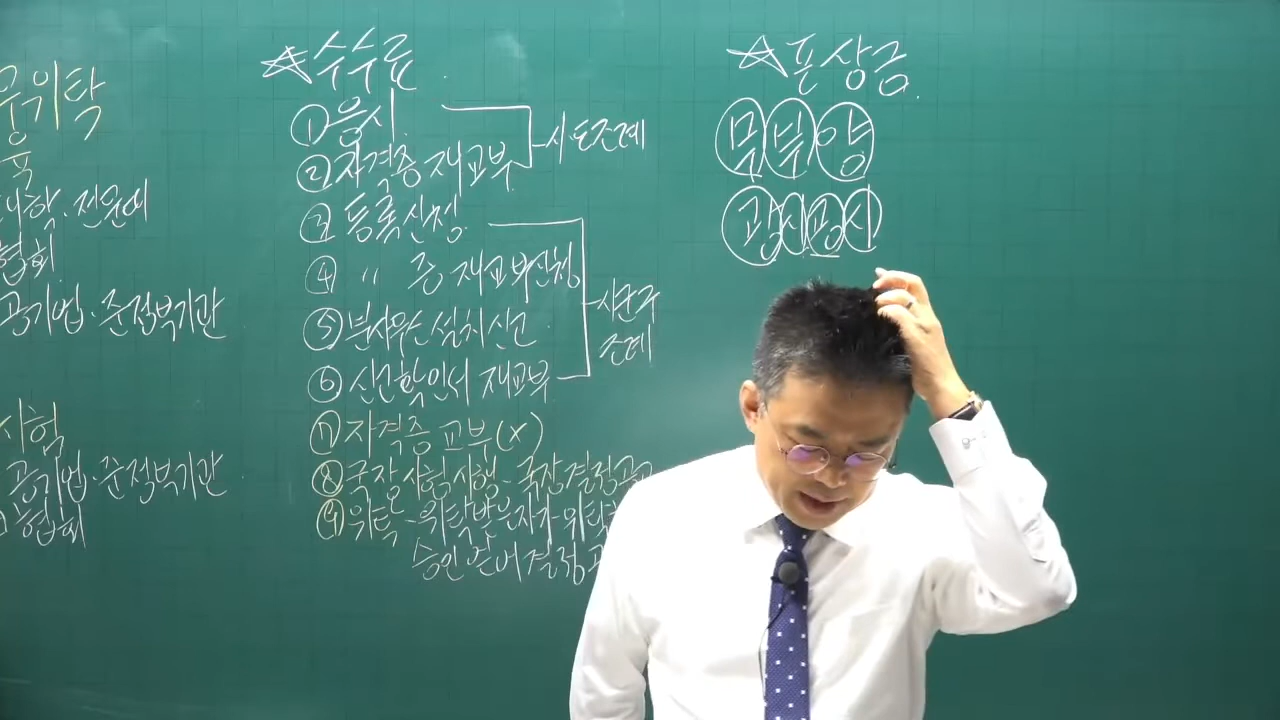 무위탁
육
대학·전문대
협회
공기업·준정부기관
시험
공기업·준정부기관
협회
☆수수료
① 응시
② 자격증 재교부
시·도 조례
③ 등록신청
④ 〃 증 재교부신청
⑤ 분사무소 설치신고
⑥ 신고확인서 재교부
시군구
조례
⑦ 자격증 교부(x)
⑧ 국장 시험시행 - 국장 결정공고
⑨ 위탁 - 위탁받은자가 - 위탁
승인 얻어 결정
☆포상금
무 부 양
광 시 광 시